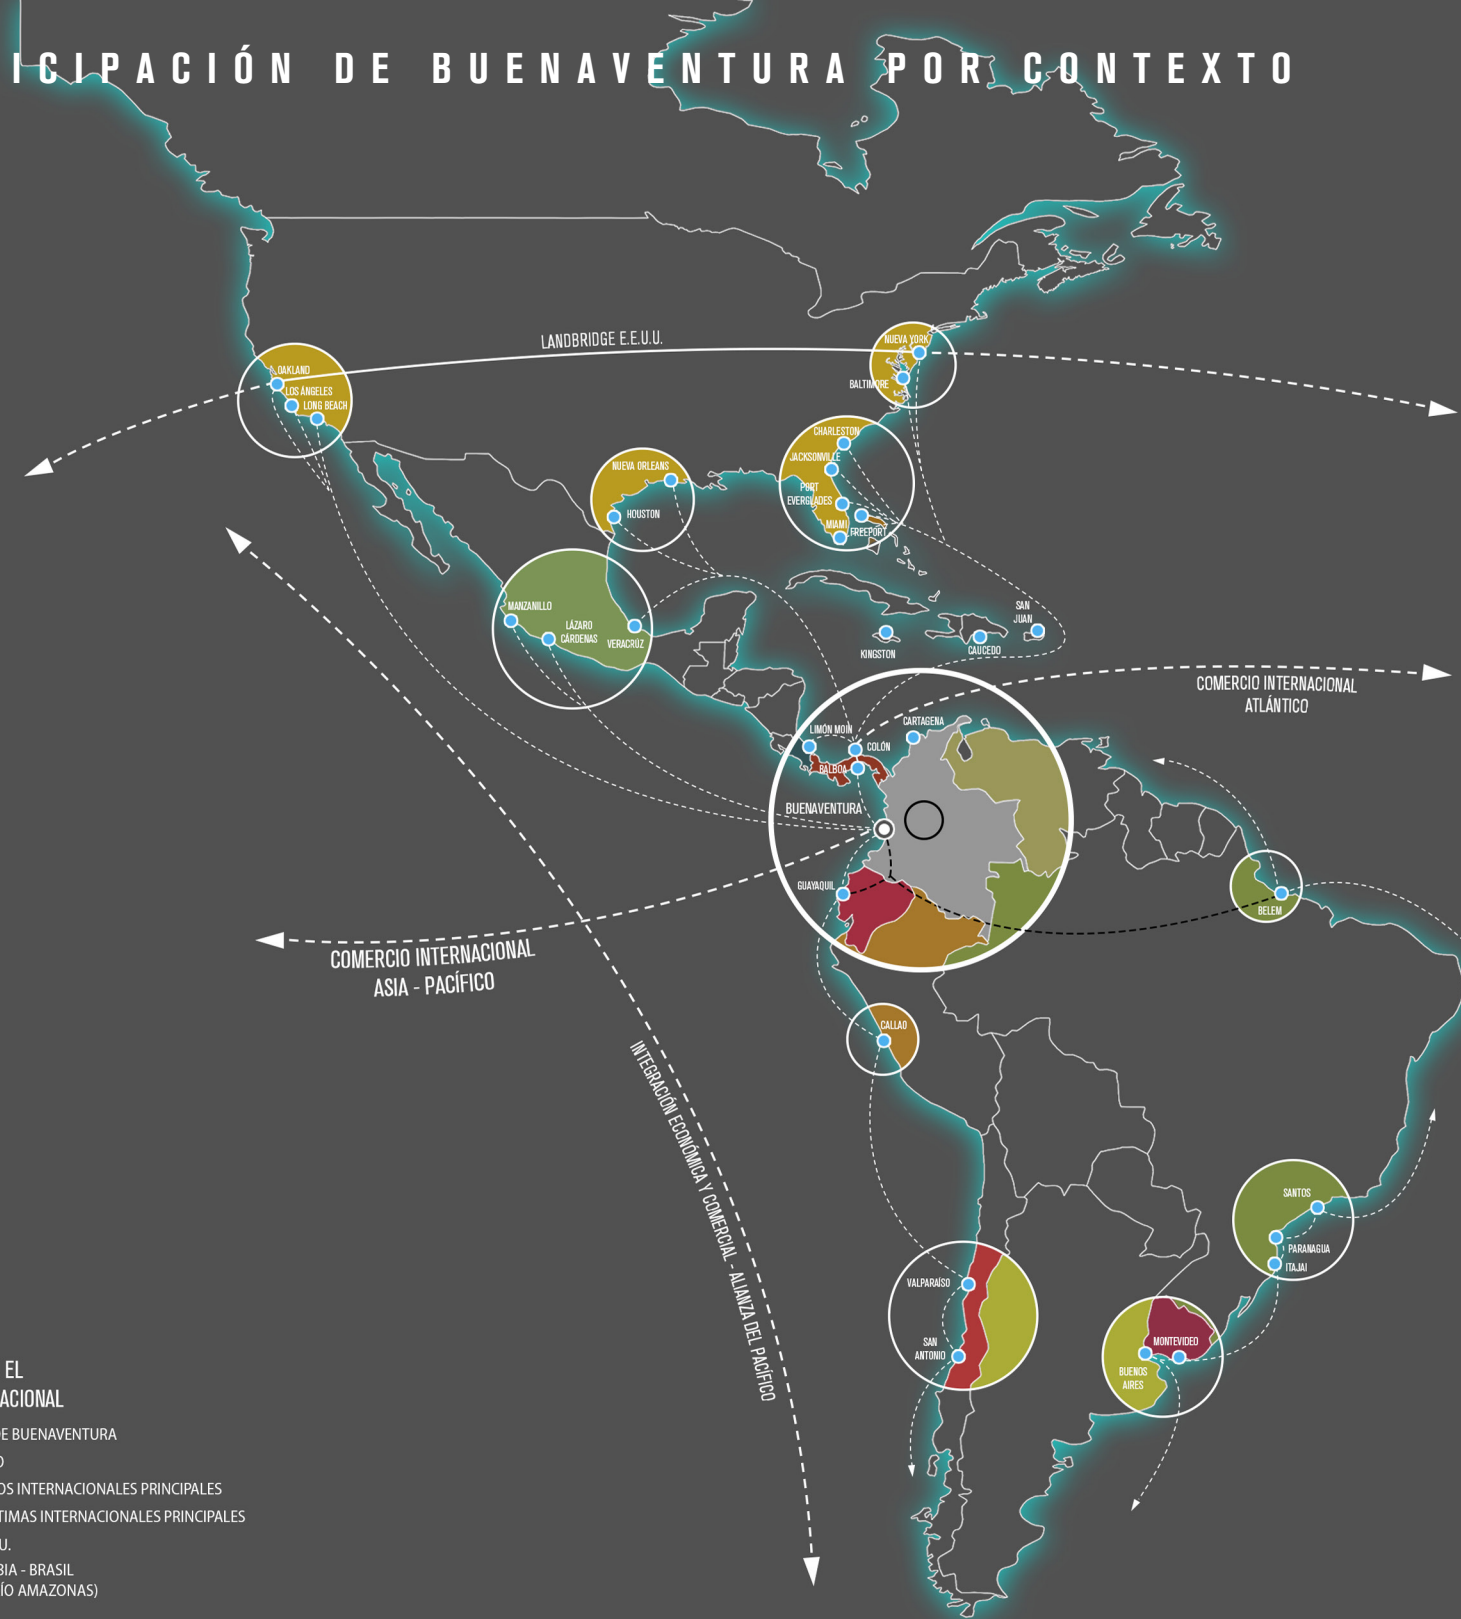 ICIPACIÓN DE BUENAVENTURA POR CONTEXTO
LANDBRIDGE E.E.U.U.
NUEVA YORK
BALTIMORE
OAKLAND
LOS ÁNGELES
LONG BEACH
CHARLESTON
JACKSONVILLE
PORT
EVERGLADES
MIAMI
FREEPORT
NUEVA ORLEANS
HOUSTON
MANZANILLO
LÁZARO
CÁRDENAS
VERACRÚZ
SAN
JUAN
KINGSTON
CAUCEDO
COMERCIO INTERNACIONAL
ATLÁNTICO
LIMÓN MOIN
COLÓN
CARTAGENA
BALBOA
BUENAVENTURA
GUAYAQUIL
BELEM
COMERCIO INTERNACIONAL
ASIA - PACÍFICO
CALLAO
INTEGRACIÓN ECONÓMICA Y COMERCIAL - ALIANZA DEL PACÍFICO
SANTOS
PARANAGUA
ITAJAI
VALPARAÍSO
SAN
ANTONIO
MONTEVIDEO
BUENOS
AIRES
EL
ACIONAL
DE BUENAVENTURA
O
OS INTERNACIONALES PRINCIPALES
TIMAS INTERNACIONALES PRINCIPALES
U.
BIA - BRASIL
ÍO AMAZONAS)